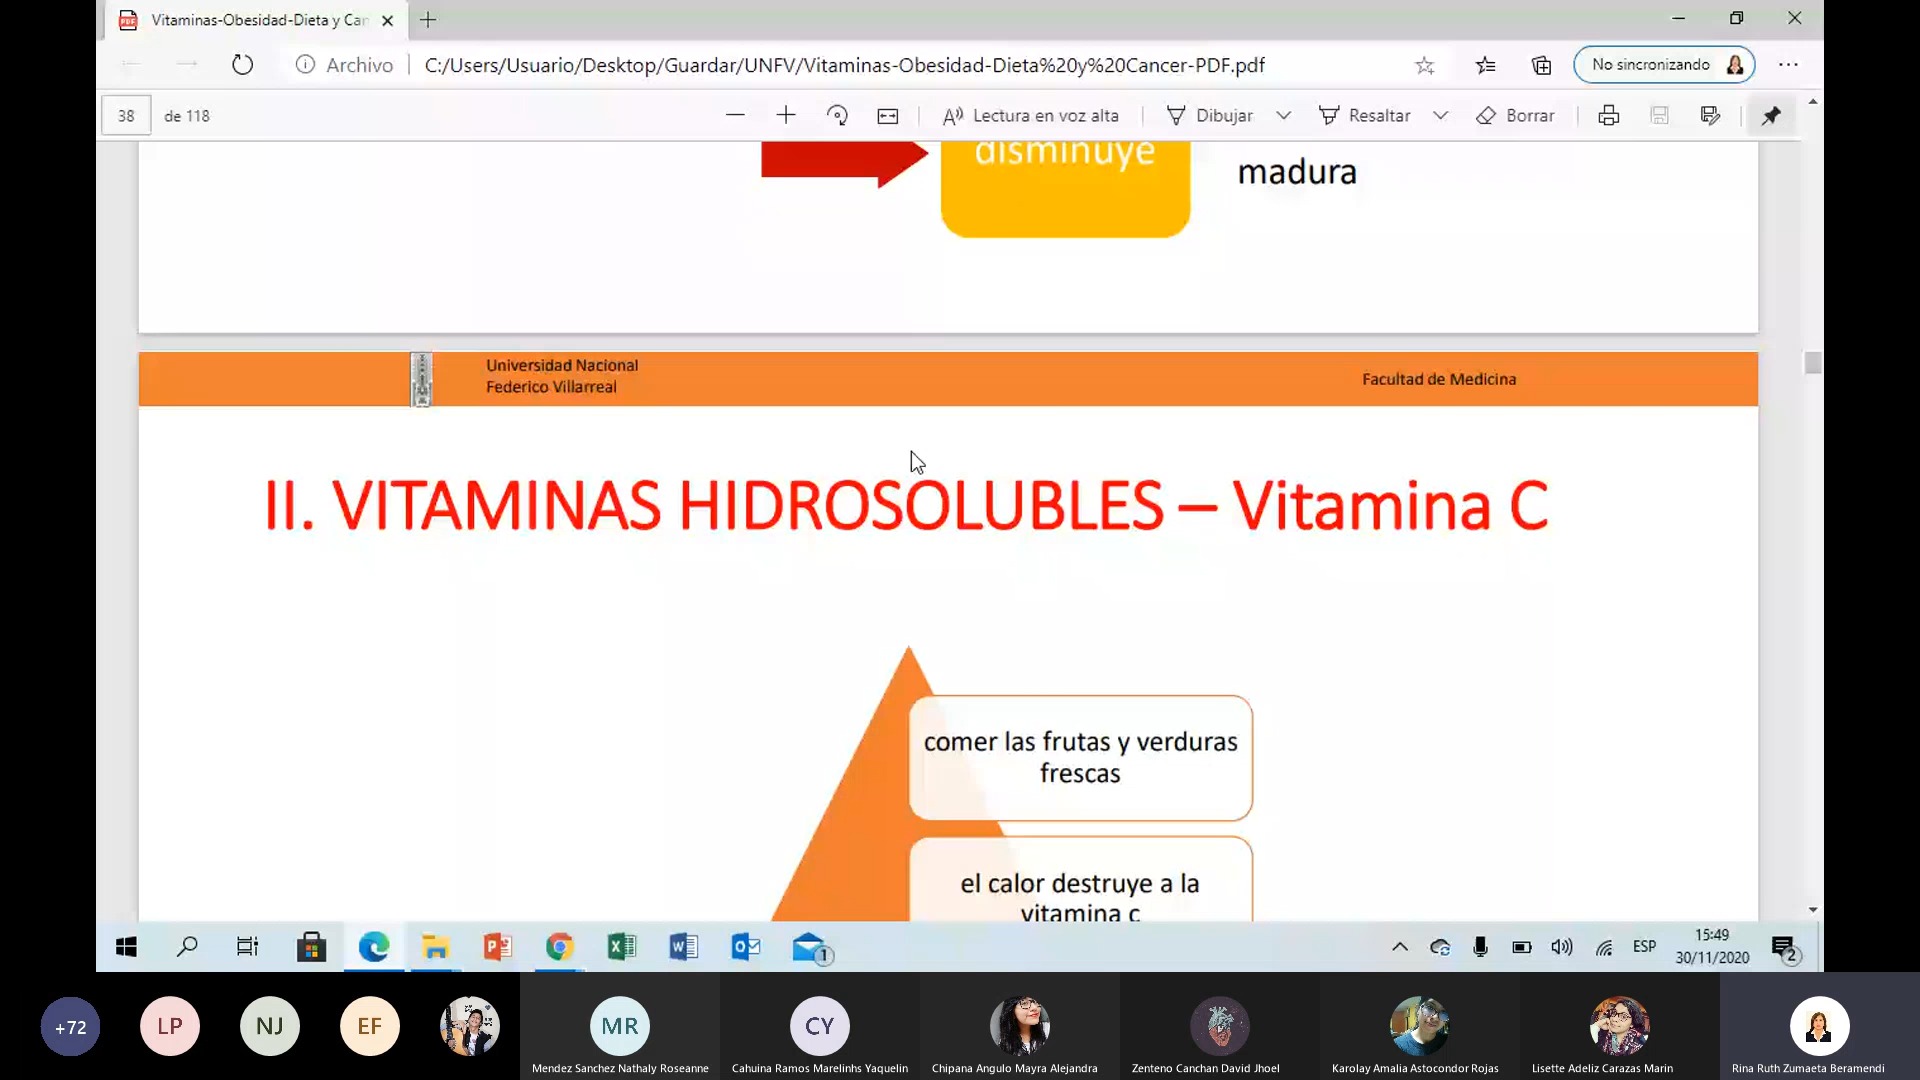 Vitaminas-Obesidad-Dieta y Can
No sincronizando
Archivo
C:/Users/Usuario/Desktop/Guardar/UNFV/Vitaminas-Obesidad-Dieta%20y%20Cancer-PDF.pdf
38 de 118
Lectura en voz alta
Dibujar
Resaltar
Borrar
disminuye
madura
Universidad Nacional
Federico Villarreal
Facultad de Medicina
II. VITAMINAS HIDROSOLUBLES – Vitamina C
comer las frutas y verduras
frescas
el calor destruye a la
vitamina c
1
ESP
15:49
30/11/2020
2
+72
LP
NJ
EF
MR
Mendez Sanchez Nathaly Roseanne
CY
Cahuina Ramos Marelinhs Yaquelin
Chipana Angulo Mayra Alejandra
Zenteno Canchan David Jhoel
Karolay Amalia Astocondor Rojas
Lisette Adeliz Carazas Marin
Rina Ruth Zumaeta Beramendi